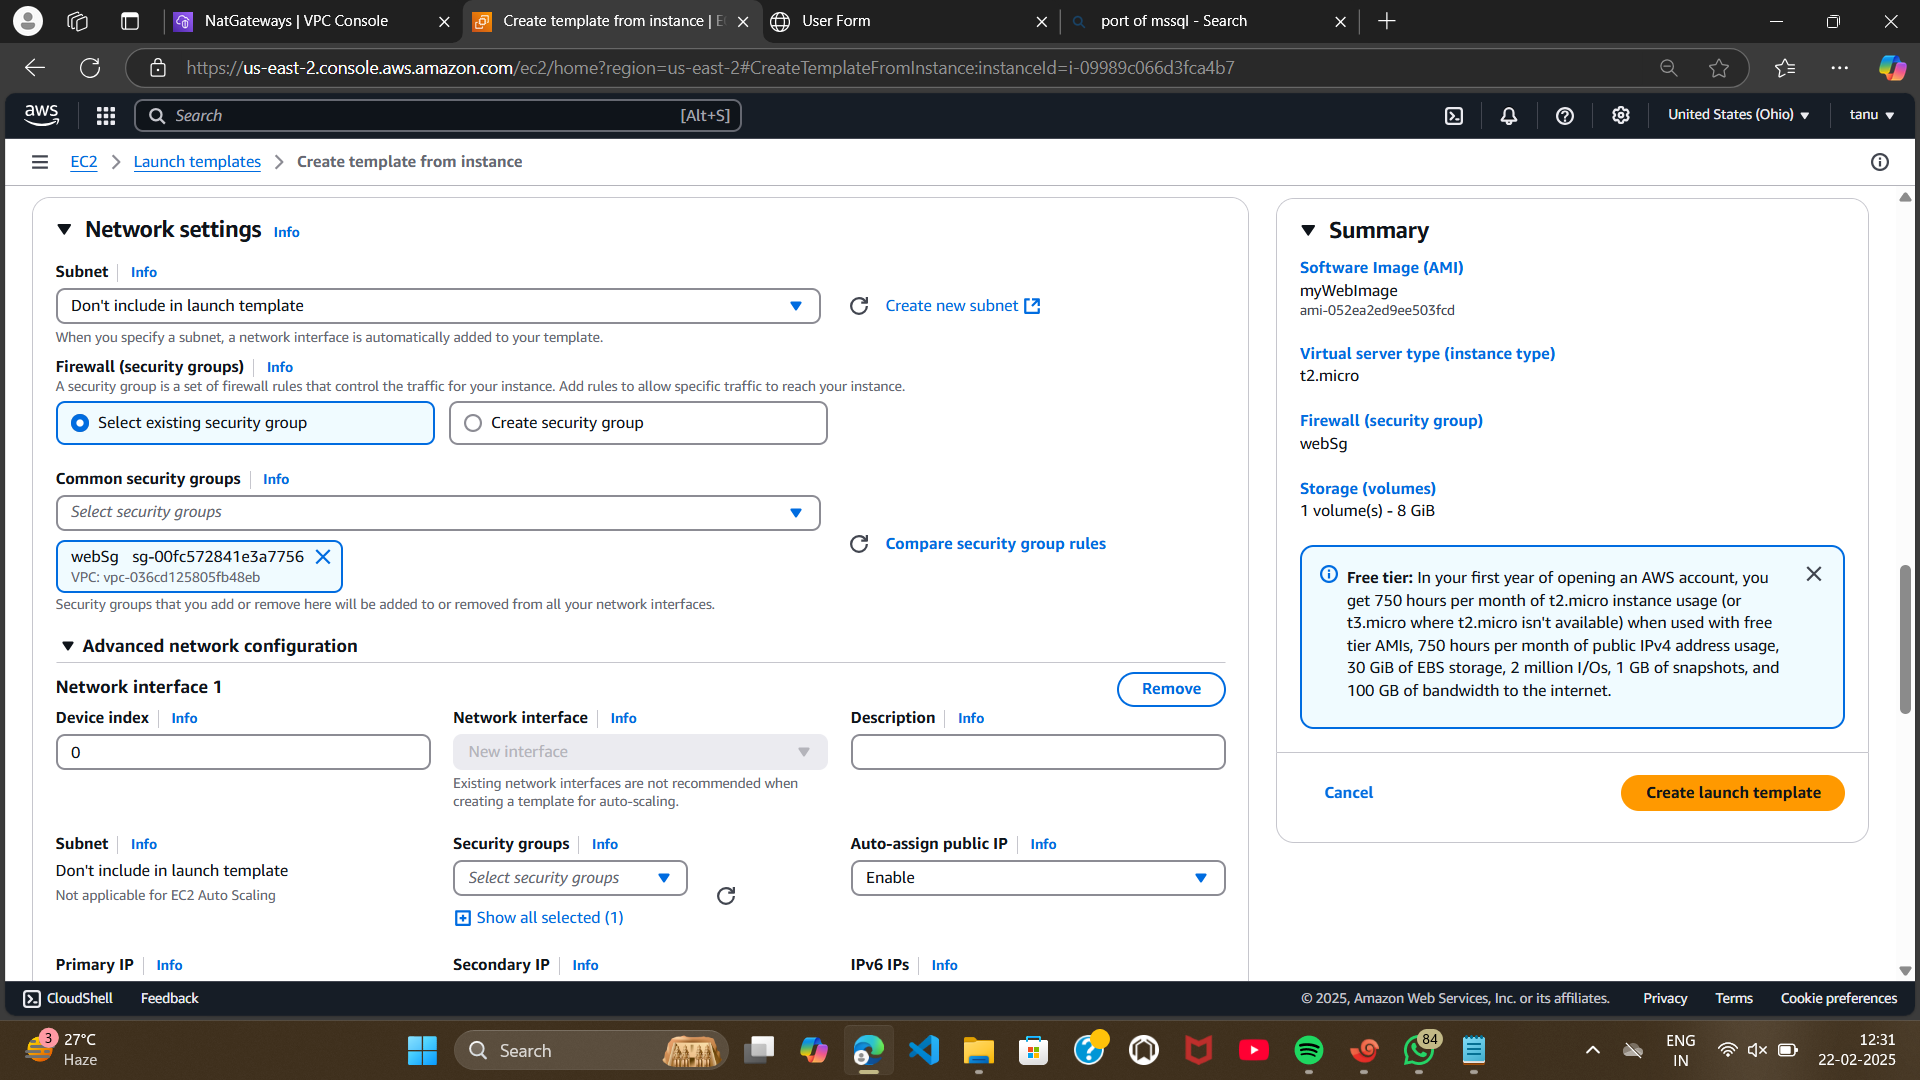 NatGateways | VPC Console
Create template from instance | E
User Form
port of mssql - Search
https://us-east-2.console.aws.amazon.com/ec2/home?region=us-east-2#CreateTemplateFromInstance:instanceId=i-09989c066d3fca4b7
aws
Search
[Alt+S]
United States (Ohio)
tanu
EC2
Launch templates
Create template from instance
Network settings Info
Subnet Info
Don't include in launch template
Create new subnet
When you specify a subnet, a network interface is automatically added to your template.
Firewall (security groups) Info
A security group is a set of firewall rules that control the traffic for your instance. Add rules to allow specific traffic to reach your instance.
Select existing security group
Create security group
Common security groups Info
Select security groups
webSg sg-00fc572841e3a7756
VPC: vpc-036cd125805fb48eb
Compare security group rules
Security groups that you add or remove here will be added to or removed from all your network interfaces.
Advanced network configuration
Network interface 1
Remove
Device index Info
0
Network interface Info
New interface
Existing network interfaces are not recommended when
creating a template for auto-scaling.
Description Info
Subnet Info
Don't include in launch template
Not applicable for EC2 Auto Scaling
Security groups Info
Select security groups
Show all selected (1)
Auto-assign public IP Info
Enable
Primary IP Info
Secondary IP Info
IPv6 IPs Info
Summary
Software Image (AMI)
myWebImage
ami-052ea2ed9ee503fcd
Virtual server type (instance type)
t2.micro
Firewall (security group)
webSg
Storage (volumes)
1 volume(s) - 8 GiB
Free tier: In your first year of opening an AWS account, you
get 750 hours per month of t2.micro instance usage (or
t3.micro where t2.micro isn't available) when used with free
tier AMIs, 750 hours per month of public IPv4 address usage,
30 GiB of EBS storage, 2 million I/Os, 1 GB of snapshots, and
100 GB of bandwidth to the internet.
Cancel
Create launch template
CloudShell
Feedback
© 2025, Amazon Web Services, Inc. or its affiliates.
Privacy
Terms
Cookie preferences
3
27°C
Haze
Search
84
ENG
IN
12:31
22-02-2025